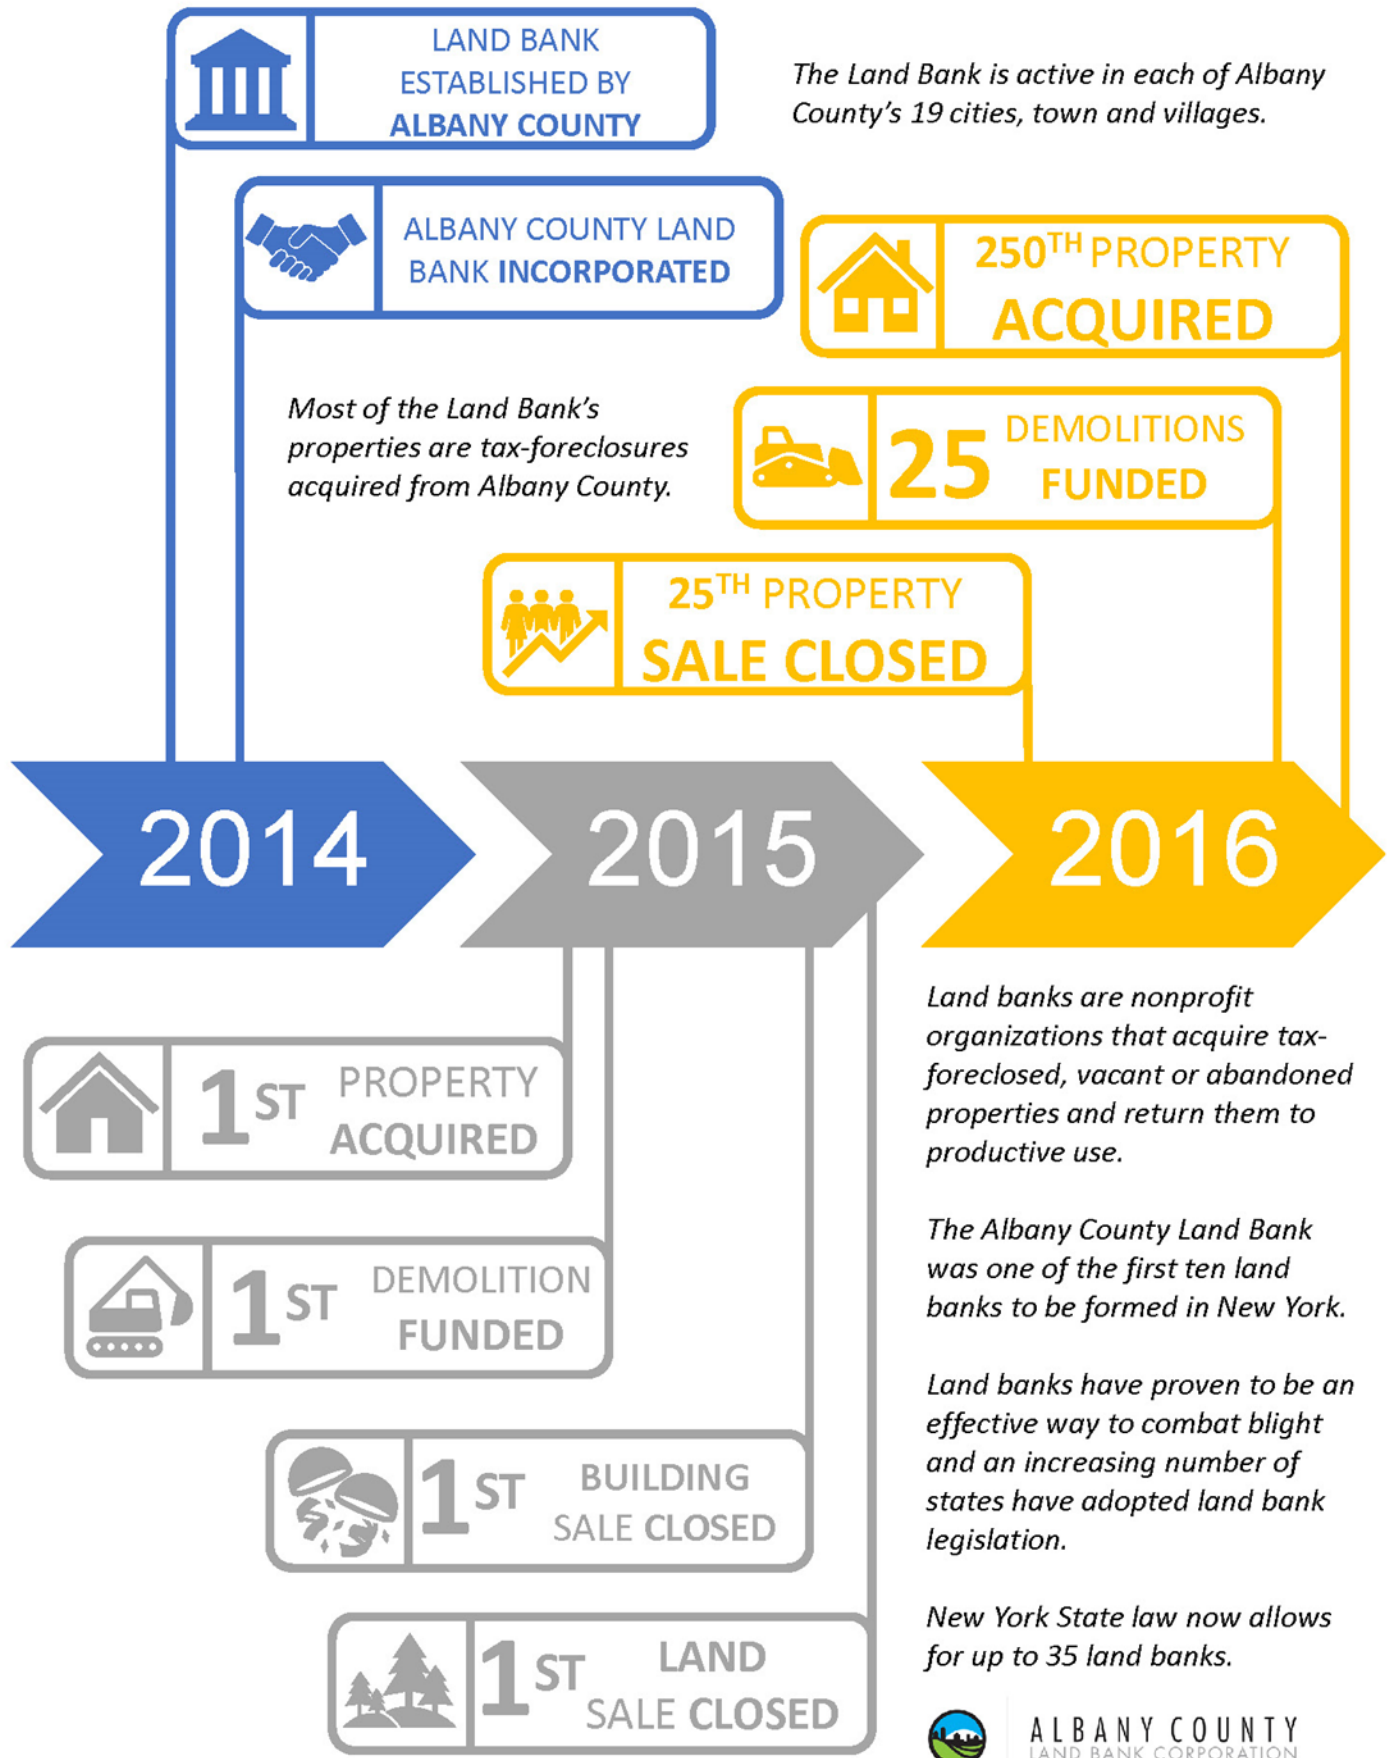 LAND BANK
ESTABLISHED BY
ALBANY COUNTY
The Land Bank is active in each of Albany
County's 19 cities, town and villages.
ALBANY COUNTY LAND
BANK INCORPORATED
250TH PROPERTY
ACQUIRED
Most of the Land Bank's
properties are tax-foreclosures
acquired from Albany County.
25 DEMOLITIONS
FUNDED
25TH PROPERTY
SALE CLOSED
2014
2015
2016
1ST PROPERTY
ACQUIRED
1ST DEMOLITION
FUNDED
1ST BUILDING
SALE CLOSED
1ST LAND
SALE CLOSED
Land banks are nonprofit
organizations that acquire tax-
foreclosed, vacant or abandoned
properties and return them to
productive use.
The Albany County Land Bank
was one of the first ten land
banks to be formed in New York.
Land banks have proven to be an
effective way to combat blight
and an increasing number of
states have adopted land bank
legislation.
New York State law now allows
for up to 35 land banks.
ALBANY COUNTY
LAND BANK CORPORATION